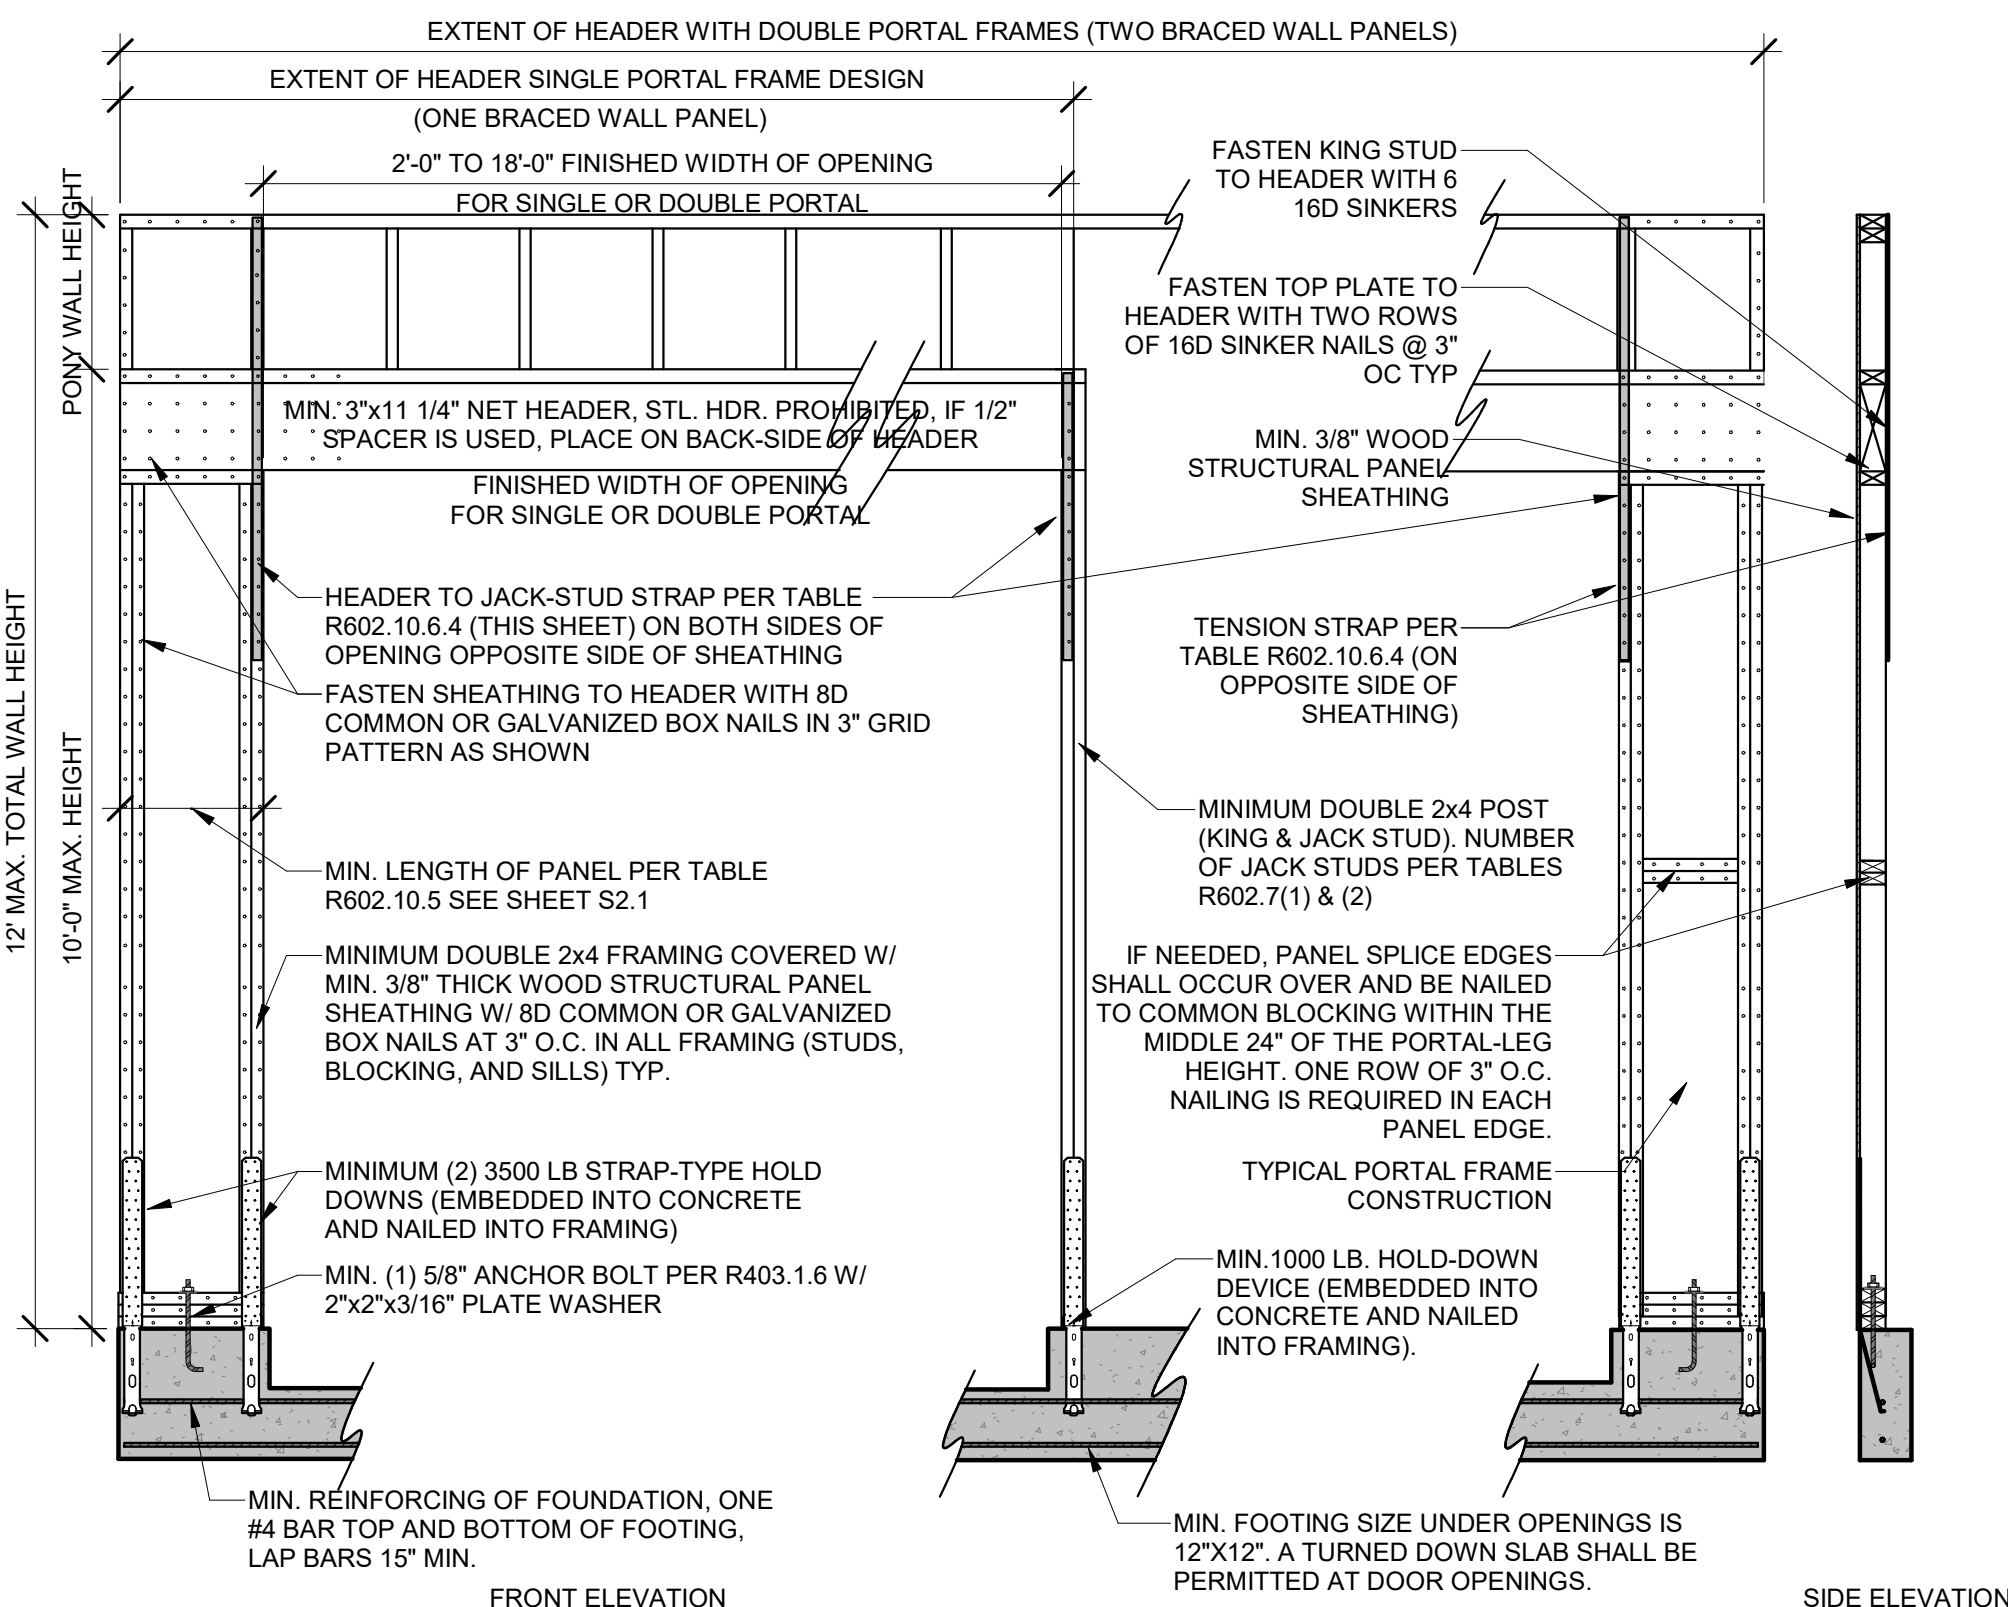 EXTENT OF HEADER WITH DOUBLE PORTAL FRAMES (TWO BRACED WALL PANELS)
EXTENT OF HEADER SINGLE PORTAL FRAME DESIGN
(ONE BRACED WALL PANEL)
2'-0" TO 18'-0" FINISHED WIDTH OF OPENING
FOR SINGLE OR DOUBLE PORTAL
FASTEN KING STUD
TO HEADER WITH 6
16D SINKERS
FASTEN TOP PLATE TO
HEADER WITH TWO ROWS
OF 16D SINKER NAILS @ 3"
OC TYP
PONY WALL HEIGHT
12' MAX. TOTAL WALL HEIGHT
10'-0" MAX. HEIGHT
MIN. 3"x11 1/4" NET HEADER, STL. HDR. PROHIBITED, IF 1/2"
SPACER IS USED, PLACE ON BACK-SIDE OF HEADER
FINISHED WIDTH OF OPENING
FOR SINGLE OR DOUBLE PORTAL
MIN. 3/8" WOOD
STRUCTURAL PANEL
SHEATHING
HEADER TO JACK-STUD STRAP PER TABLE
R602.10.6.4 (THIS SHEET) ON BOTH SIDES OF
OPENING OPPOSITE SIDE OF SHEATHING
TENSION STRAP PER
TABLE R602.10.6.4 (ON
OPPOSITE SIDE OF
SHEATHING)
FASTEN SHEATHING TO HEADER WITH 8D
COMMON OR GALVANIZED BOX NAILS IN 3" GRID
PATTERN AS SHOWN
MINIMUM DOUBLE 2x4 POST
(KING & JACK STUD). NUMBER
OF JACK STUDS PER TABLES
R602.7(1) & (2)
MIN. LENGTH OF PANEL PER TABLE
R602.10.5 SEE SHEET S2.1
MINIMUM DOUBLE 2x4 FRAMING COVERED W/
MIN. 3/8" THICK WOOD STRUCTURAL PANEL
SHEATHING W/ 8D COMMON OR GALVANIZED
BOX NAILS AT 3" O.C. IN ALL FRAMING (STUDS,
BLOCKING, AND SILLS) TYP.
IF NEEDED, PANEL SPLICE EDGES
SHALL OCCUR OVER AND BE NAILED
TO COMMON BLOCKING WITHIN THE
MIDDLE 24" OF THE PORTAL-LEG
HEIGHT. ONE ROW OF 3" O.C.
NAILING IS REQUIRED IN EACH
PANEL EDGE.
MINIMUM (2) 3500 LB STRAP-TYPE HOLD
DOWNS (EMBEDDED INTO CONCRETE
AND NAILED INTO FRAMING)
TYPICAL PORTAL FRAME
CONSTRUCTION
MIN. (1) 5/8" ANCHOR BOLT PER R403.1.6 W/
2"x2"x3/16" PLATE WASHER
MIN.1000 LB. HOLD-DOWN
DEVICE (EMBEDDED INTO
CONCRETE AND NAILED
INTO FRAMING).
MIN. REINFORCING OF FOUNDATION, ONE
#4 BAR TOP AND BOTTOM OF FOOTING,
LAP BARS 15" MIN.
MIN. FOOTING SIZE UNDER OPENINGS IS
12"X12". A TURNED DOWN SLAB SHALL BE
PERMITTED AT DOOR OPENINGS.
FRONT ELEVATION
SIDE ELEVATION